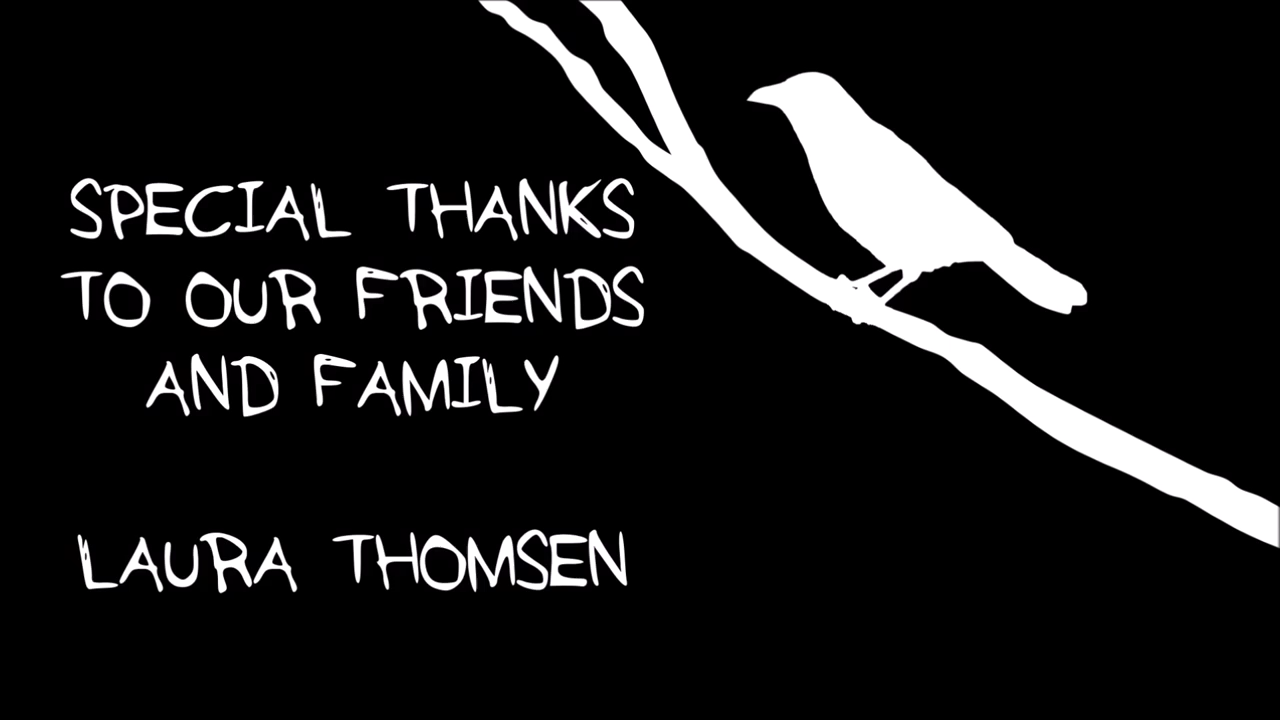 SPECIAL THANKS
TO OUR FRIENDS
AND FAMILY
LAURA THOMSEN